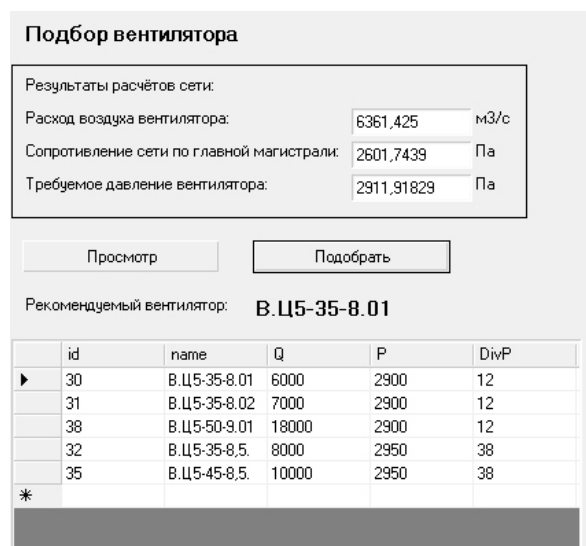 Подбор вентилятора
Результаты расчётов сети:
Расход воздуха вентилятора: 6361,425 м3/с
Сопротивление сети по главной магистрали: 2601,7439 Па
Требуемое давление вентилятора: 2911,91829 Па
Просмотр Подобрать
Рекомендуемый вентилятор: В.Ц5-35-8.01
id name Q P DivP
30 В.Ц5-35-8.01 6000 2900 12
31 В.Ц5-35-8.02 7000 2900 12
38 В.Ц5-50-9.01 18000 2900 12
32 В.Ц5-35-8,5. 8000 2950 38
35 В.Ц5-45-8,5. 10000 2950 38